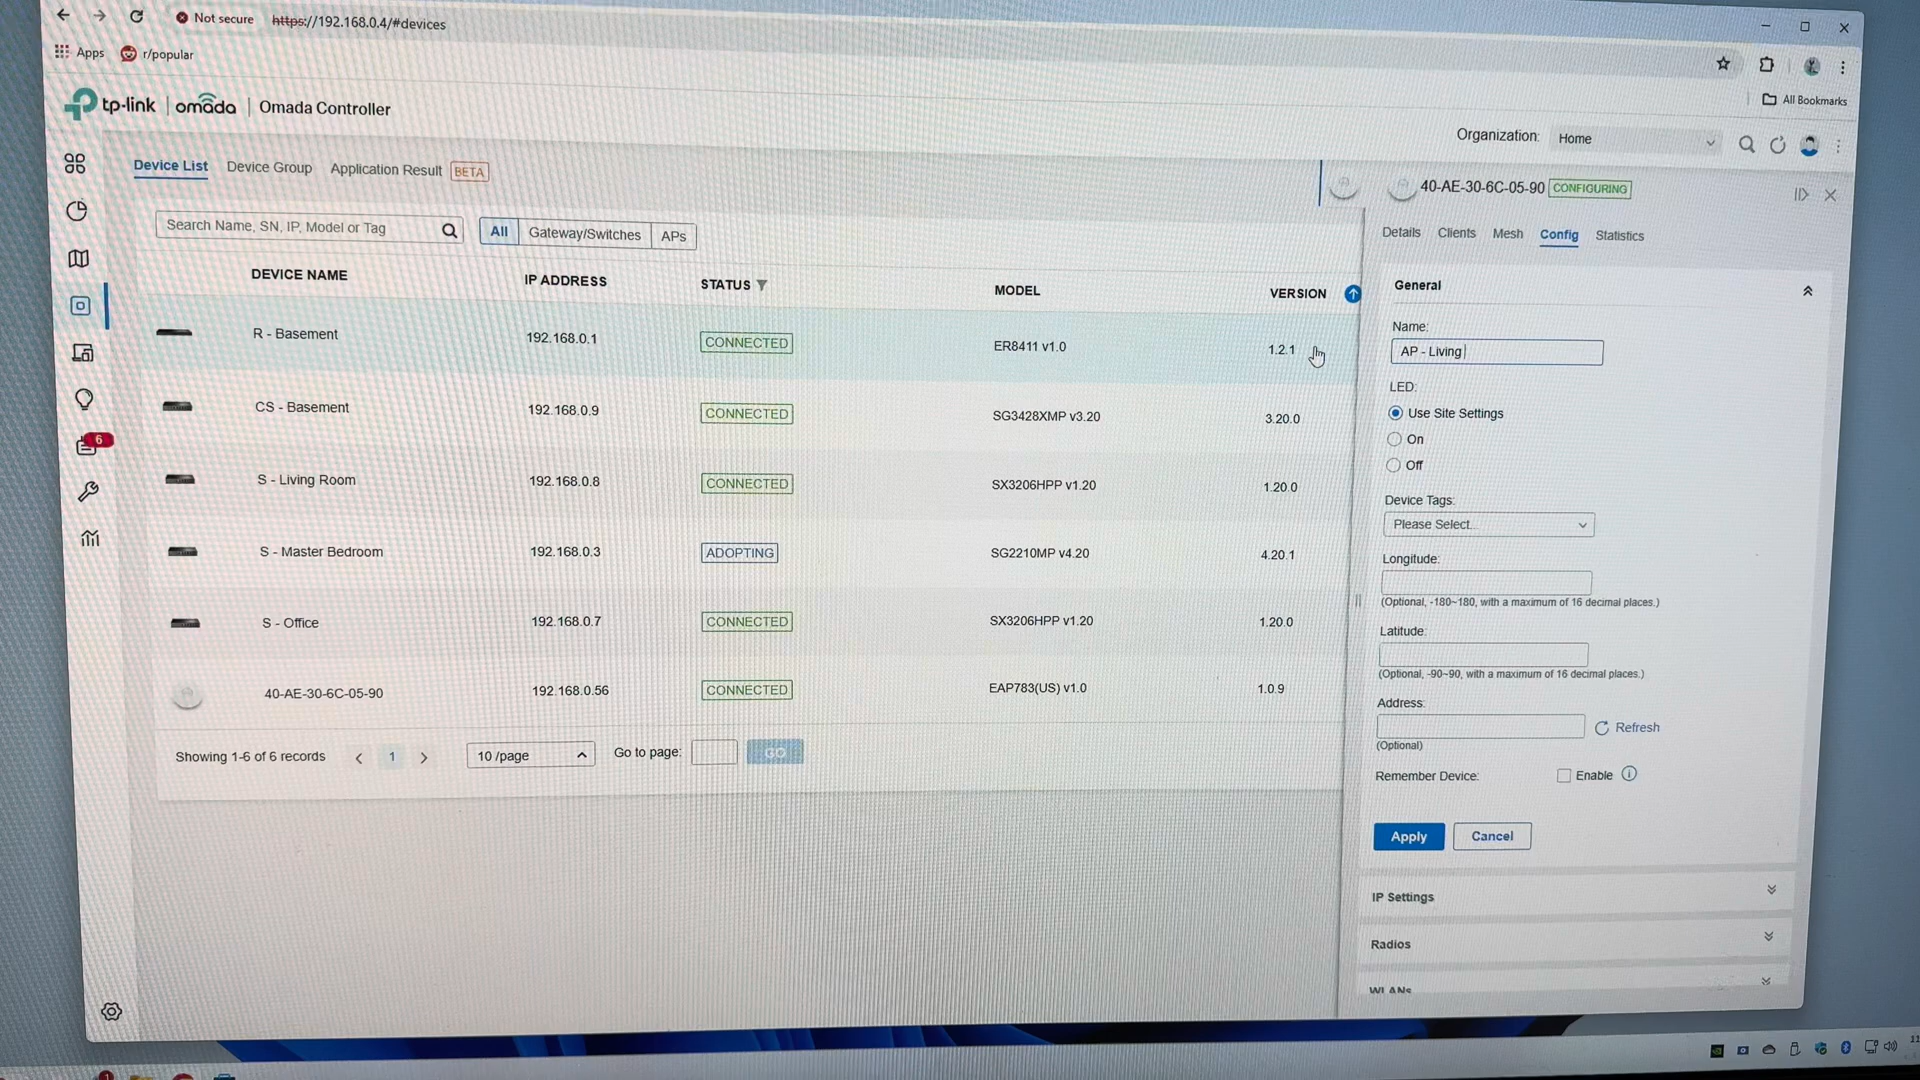 Not secure https://192.168.0.4/#devices
Apps r/popular
All Bookmarks
tp-link | omada | Omada Controller
Organization: Home
Device List Device Group Application Result BETA
40-AE-30-6C-05-90 CONFIGURING
Search Name, SN, IP, Model or Tag All Gateway/Switches APs
Details Clients Mesh Config Statistics
DEVICE NAME IP ADDRESS STATUS MODEL VERSION
R - Basement 192.168.0.1 CONNECTED ER8411 v1.0 1.2.1
CS - Basement 192.168.0.9 CONNECTED SG3428XMP v3.20 3.20.0
6
S - Living Room 192.168.0.8 CONNECTED SX3206HPP v1.20 1.20.0
S - Master Bedroom 192.168.0.3 ADOPTING SG2210MP v4.20 4.20.1
S - Office 192.168.0.7 CONNECTED SX3206HPP v1.20 1.20.0
40-AE-30-6C-05-90 192.168.0.56 CONNECTED EAP783(US) v1.0 1.0.9
Showing 1-6 of 6 records 1 10 /page Go to page: GO
General
Name:
AP - Living
LED:
Use Site Settings
On
Off
Device Tags:
Please Select...
Longitude:
(Optional, -180~180, with a maximum of 16 decimal places.)
Latitude:
(Optional, -90~90, with a maximum of 16 decimal places.)
Address:
Refresh
(Optional)
Remember Device: Enable
Apply Cancel
IP Settings
Radios
WLANs
1